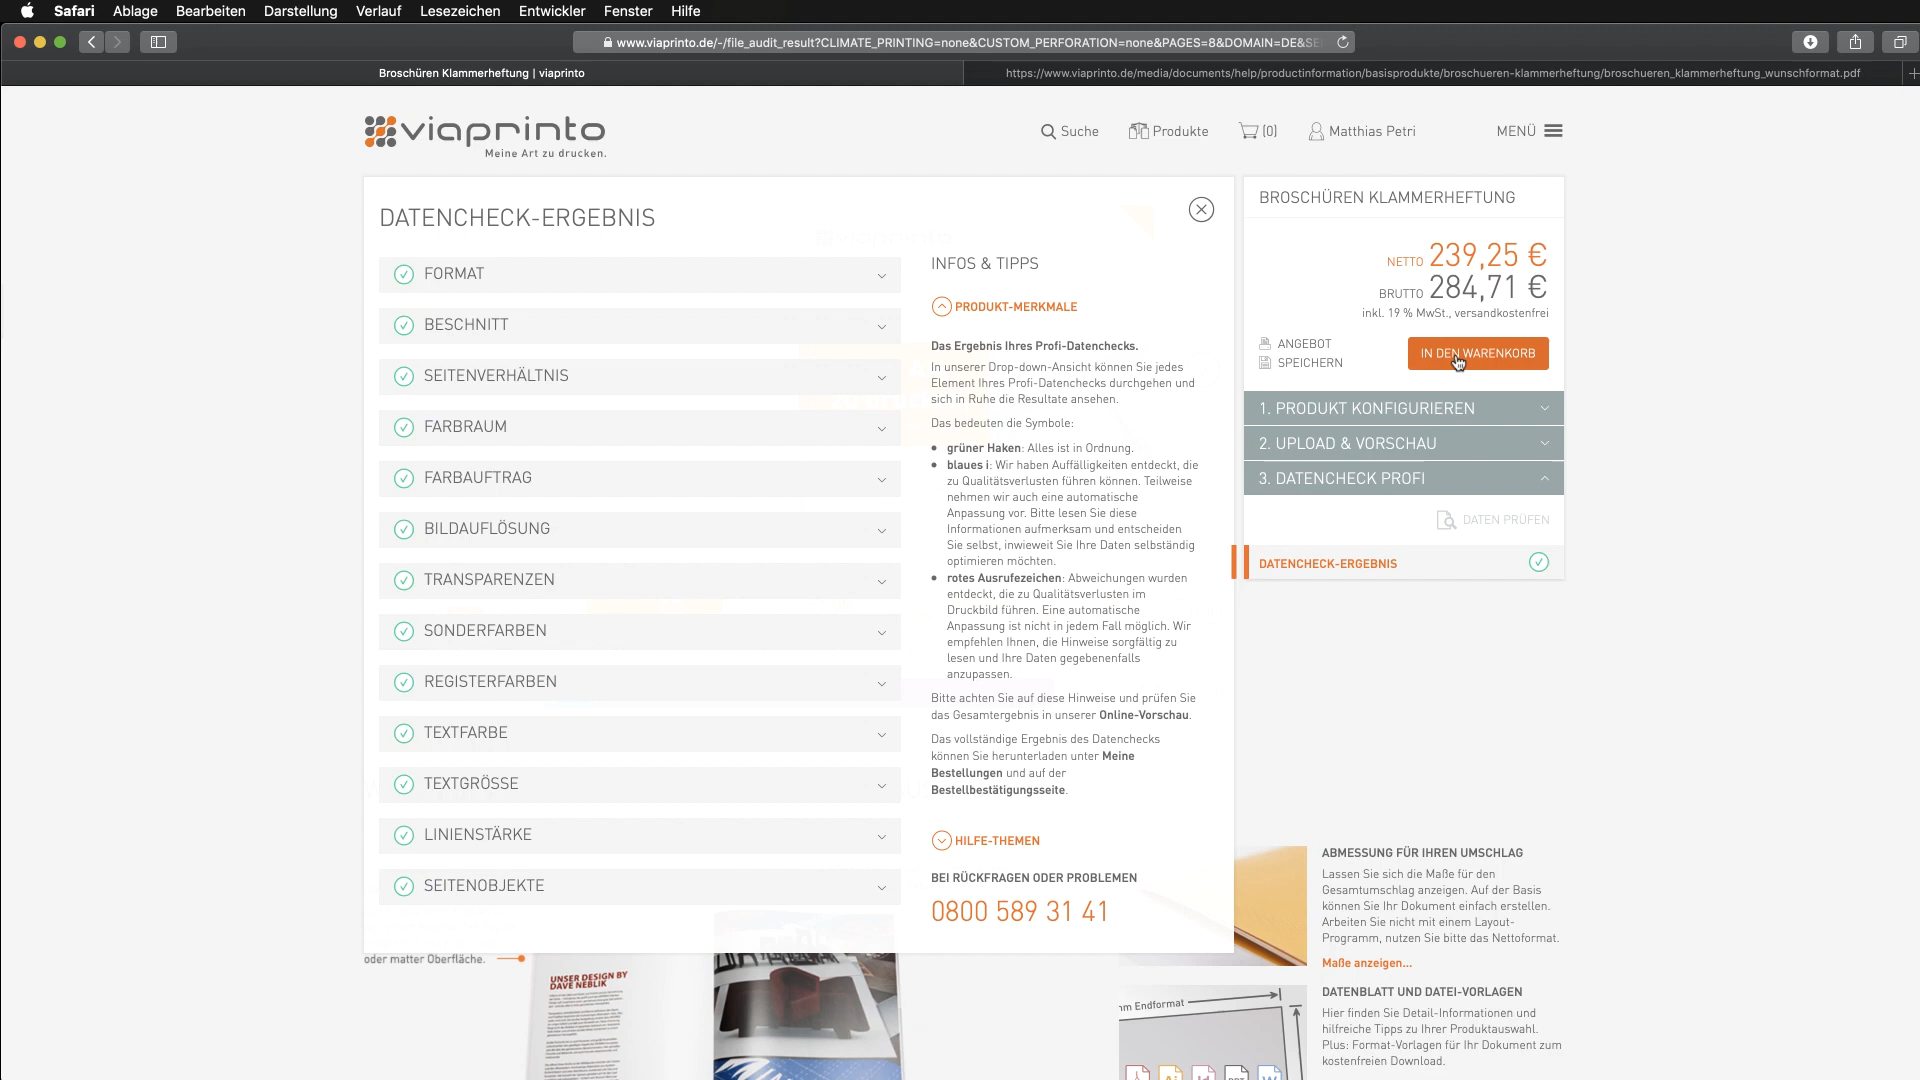 Safari Ablage Bearbeiten Darstellung Verlauf Lesezeichen Entwickler Fenster Hilfe
www.viaprinto.de/-/file_audit_result?CLIMATE_PRINTING=none&CUSTOM_PERFORATION=none&PAGES=8&DOMAIN=DE&SE
Broschüren Klammerheftung | viaprinto
https://www.viaprinto.de/media/documents/help/productinformation/basisprodukte/broschueren-klammerheftung/broschueren_klammerheftung_wunschformat.pdf
viaprinto
Meine Art zu drucken.
Suche
Produkte
(0)
Matthias Petri
MENÜ
DATENCHECK-ERGEBNIS
FORMAT
BESCHNITT
SEITENVERHÄLTNIS
FARBRAUM
FARBAUFTRAG
BILDAUFLÖSUNG
TRANSPARENZEN
SONDERFARBEN
REGISTERFARBEN
TEXTFARBE
TEXTGRÖSSE
LINIENSTÄRKE
SEITENOBJEKTE
INFOS & TIPPS
PRODUKT-MERKMALE
Das Ergebnis Ihres Profi-Datenchecks.
In unserer Drop-down-Ansicht können Sie jedes
Element Ihres Profi-Datenchecks durchgehen und
sich in Ruhe die Resultate ansehen.
Das bedeuten die Symbole:
• grüner Haken: Alles ist in Ordnung.
• blaues i: Wir haben Auffälligkeiten entdeckt, die
zu Qualitätsverlusten führen können. Teilweise
nehmen wir auch eine automatische
Anpassung vor. Bitte lesen Sie diese
Informationen aufmerksam und entscheiden
Sie selbst, inwieweit Sie Ihre Daten selbständig
optimieren möchten.
• rotes Ausrufezeichen: Abweichungen wurden
entdeckt, die zu Qualitätsverlusten im
Druckbild führen. Eine automatische
Anpassung ist nicht in jedem Fall möglich. Wir
empfehlen Ihnen, die Hinweise sorgfältig zu
lesen und Ihre Daten gegebenenfalls
anzupassen.
Bitte achten Sie auf diese Hinweise und prüfen Sie
das Gesamtergebnis in unserer Online-Vorschau.
Das vollständige Ergebnis des Datenchecks
können Sie herunterladen unter Meine
Bestellungen und auf der
Bestellbestätigungsseite.
HILFE-THEMEN
BEI RÜCKFRAGEN ODER PROBLEMEN
0800 589 31 41
BROSCHÜREN KLAMMERHEFTUNG
NETTO 239,25 €
BRUTTO 284,71 €
inkl. 19 % MwSt., versandkostenfrei
ANGEBOT
SPEICHERN
IN DEN WARENKORB
1. PRODUKT KONFIGURIEREN
2. UPLOAD & VORSCHAU
3. DATENCHECK PROFI
DATEN PRÜFEN
DATENCHECK-ERGEBNIS
oder matter Oberfläche.
UNSER DESIGN BY
DAVE NEBLIK
ABMESSUNG FÜR IHREN UMSCHLAG
Lassen Sie sich die Maße für den
Gesamtumschlag anzeigen. Auf der Basis
können Sie Ihr Dokument einfach erstellen.
Arbeiten Sie nicht mit einem Layout-
Programm, nutzen Sie bitte das Nettoformat.
Maße anzeigen...
Endformat
DATENBLATT UND DATEI-VORLAGEN
Hier finden Sie Detail-Informationen und
hilfreiche Tipps zu Ihrer Produktauswahl.
Plus: Format-Vorlagen für Ihr Dokument zum
kostenfreien Download.